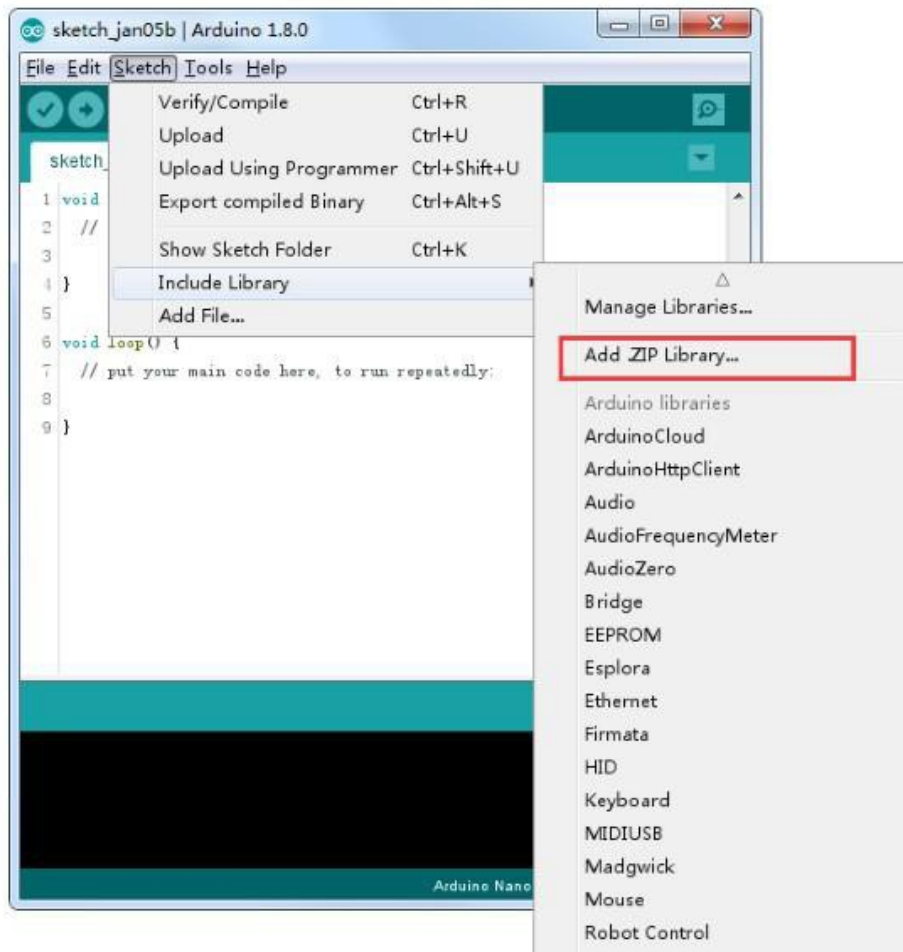 sketch_jan05b | Arduino 1.8.0
File Edit Sketch Tools Help
Verify/Compile Ctrl+R
Upload Ctrl+U
Upload Using Programmer Ctrl+Shift+U
Export compiled Binary Ctrl+Alt+S
Show Sketch Folder Ctrl+K
Include Library
Add File...
sketch_
1 void
2 //
3
4 }
5
6 void loop() {
7 // put your main code here, to run repeatedly:
8
9 }
Manage Libraries...
Add .ZIP Library...
Arduino libraries
ArduinoCloud
ArduinoHttpClient
Audio
AudioFrequencyMeter
AudioZero
Bridge
EEPROM
Esplora
Ethernet
Firmata
HID
Keyboard
MIDIUSB
Madgwick
Mouse
Robot Control
Arduino Nano